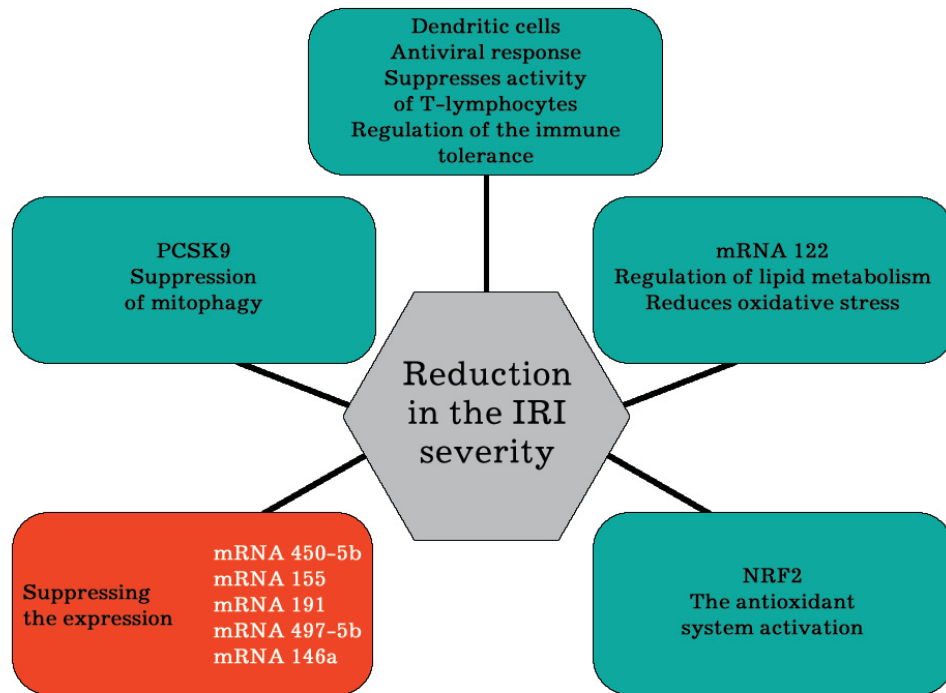 Dendritic cells
Antiviral response
Suppresses activity
of T-lymphocytes
Regulation of the immune
tolerance
PCSK9
Suppression
of mitophagy
mRNA 122
Regulation of lipid metabolism
Reduces oxidative stress
Reduction
in the IRI
severity
Suppressing
the expression
mRNA 450-5b
mRNA 155
mRNA 191
mRNA 497-5b
mRNA 146a
NRF2
The antioxidant
system activation